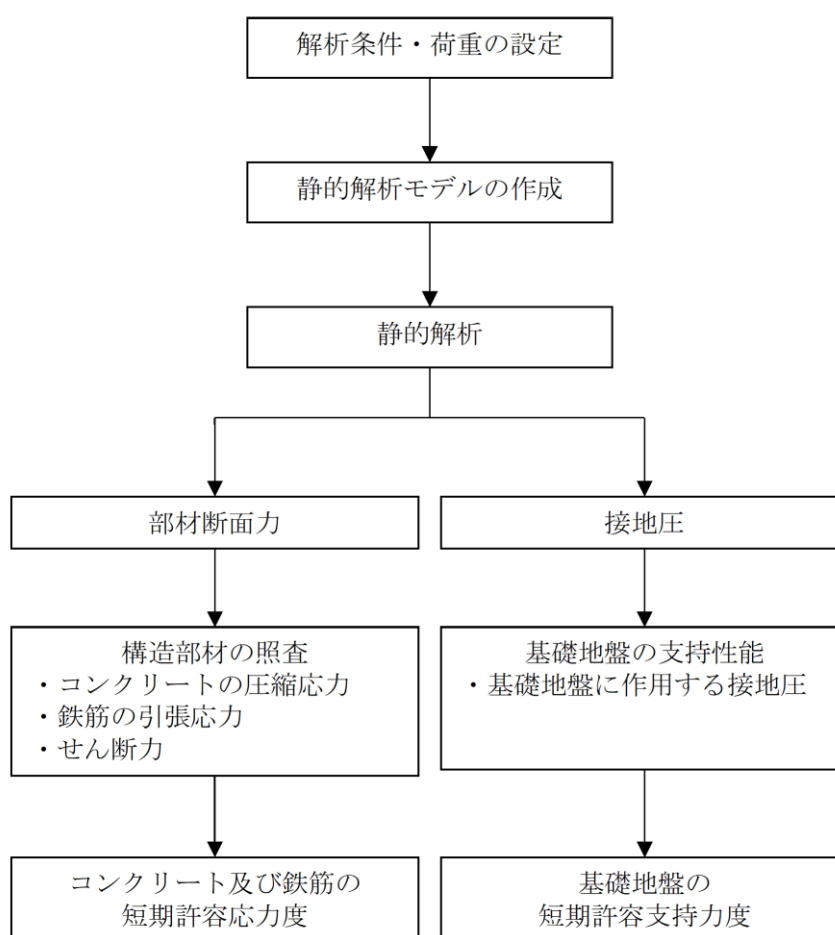 解析条件・荷重の設定
静的解析モデルの作成
静的解析
部材断面力
接地圧
構造部材の照査
・コンクリートの圧縮応力
・鉄筋の引張応力
・せん断力
基礎地盤の支持性能
・基礎地盤に作用する接地圧
コンクリート及び鉄筋の
短期許容応力度
基礎地盤の
短期許容支持力度